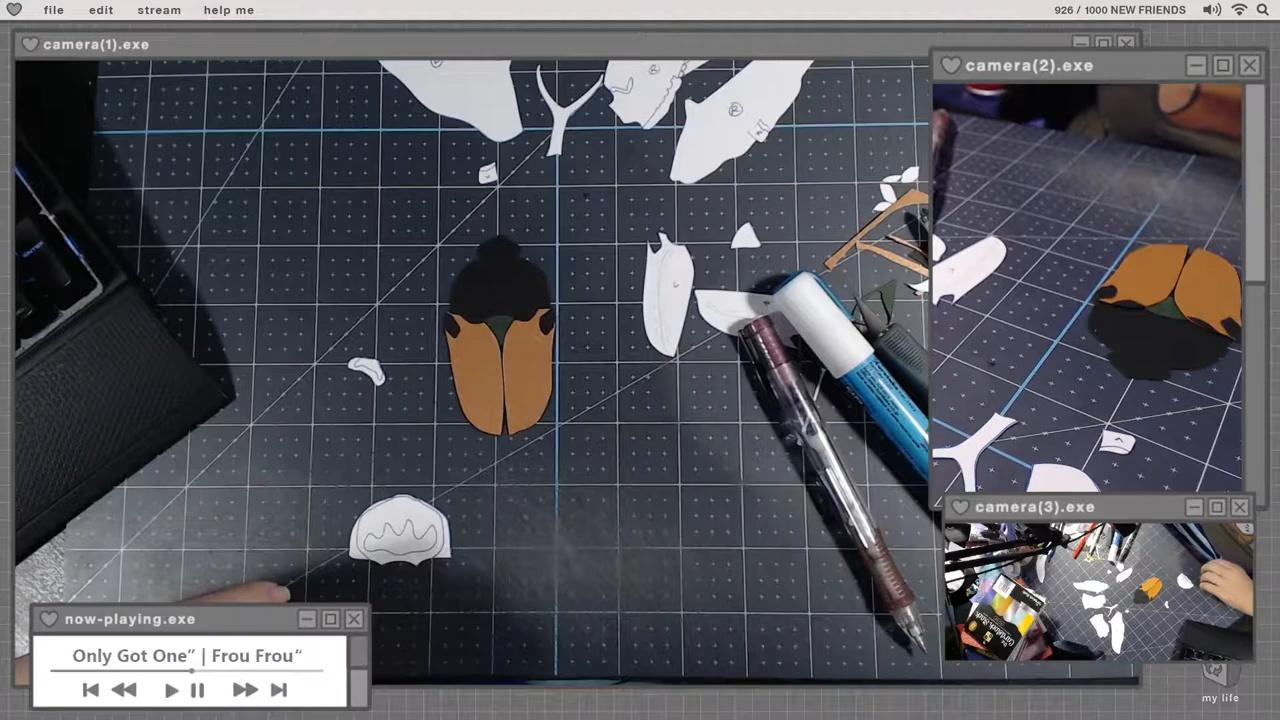 file edit stream help me
926 / 1000 NEW FRIENDS
camera(1).exe
camera(2).exe
camera(3).exe
now-playing.exe
Only Got One” | Frou Frou“
my life